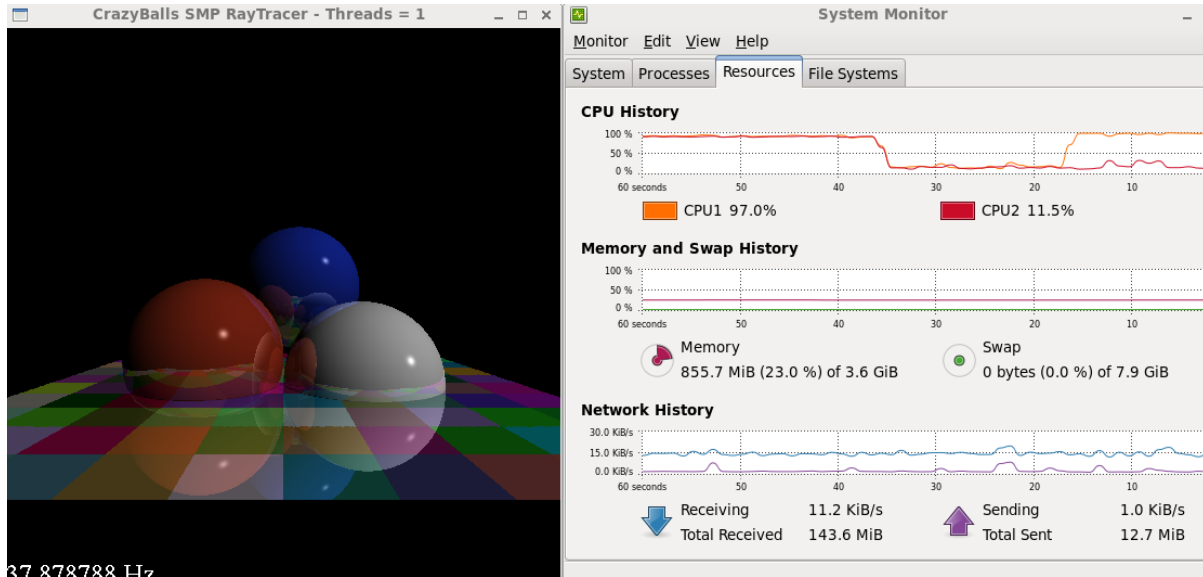 CrazyBalls SMP RayTracer - Threads = 1
37.878788 Hz
System Monitor
Monitor Edit View Help
System Processes Resources File Systems
CPU History
100 %
50 %
0 %
60 seconds 50 40 30 20 10
CPU1 97.0% CPU2 11.5%
Memory and Swap History
100 %
50 %
0 %
60 seconds 50 40 30 20 10
Memory Swap
855.7 MiB (23.0 %) of 3.6 GiB 0 bytes (0.0 %) of 7.9 GiB
Network History
30.0 KiB/s
15.0 KiB/s
0.0 KiB/s
60 seconds 50 40 30 20 10
Receiving 11.2 KiB/s Sending 1.0 KiB/s
Total Received 143.6 MiB Total Sent 12.7 MiB